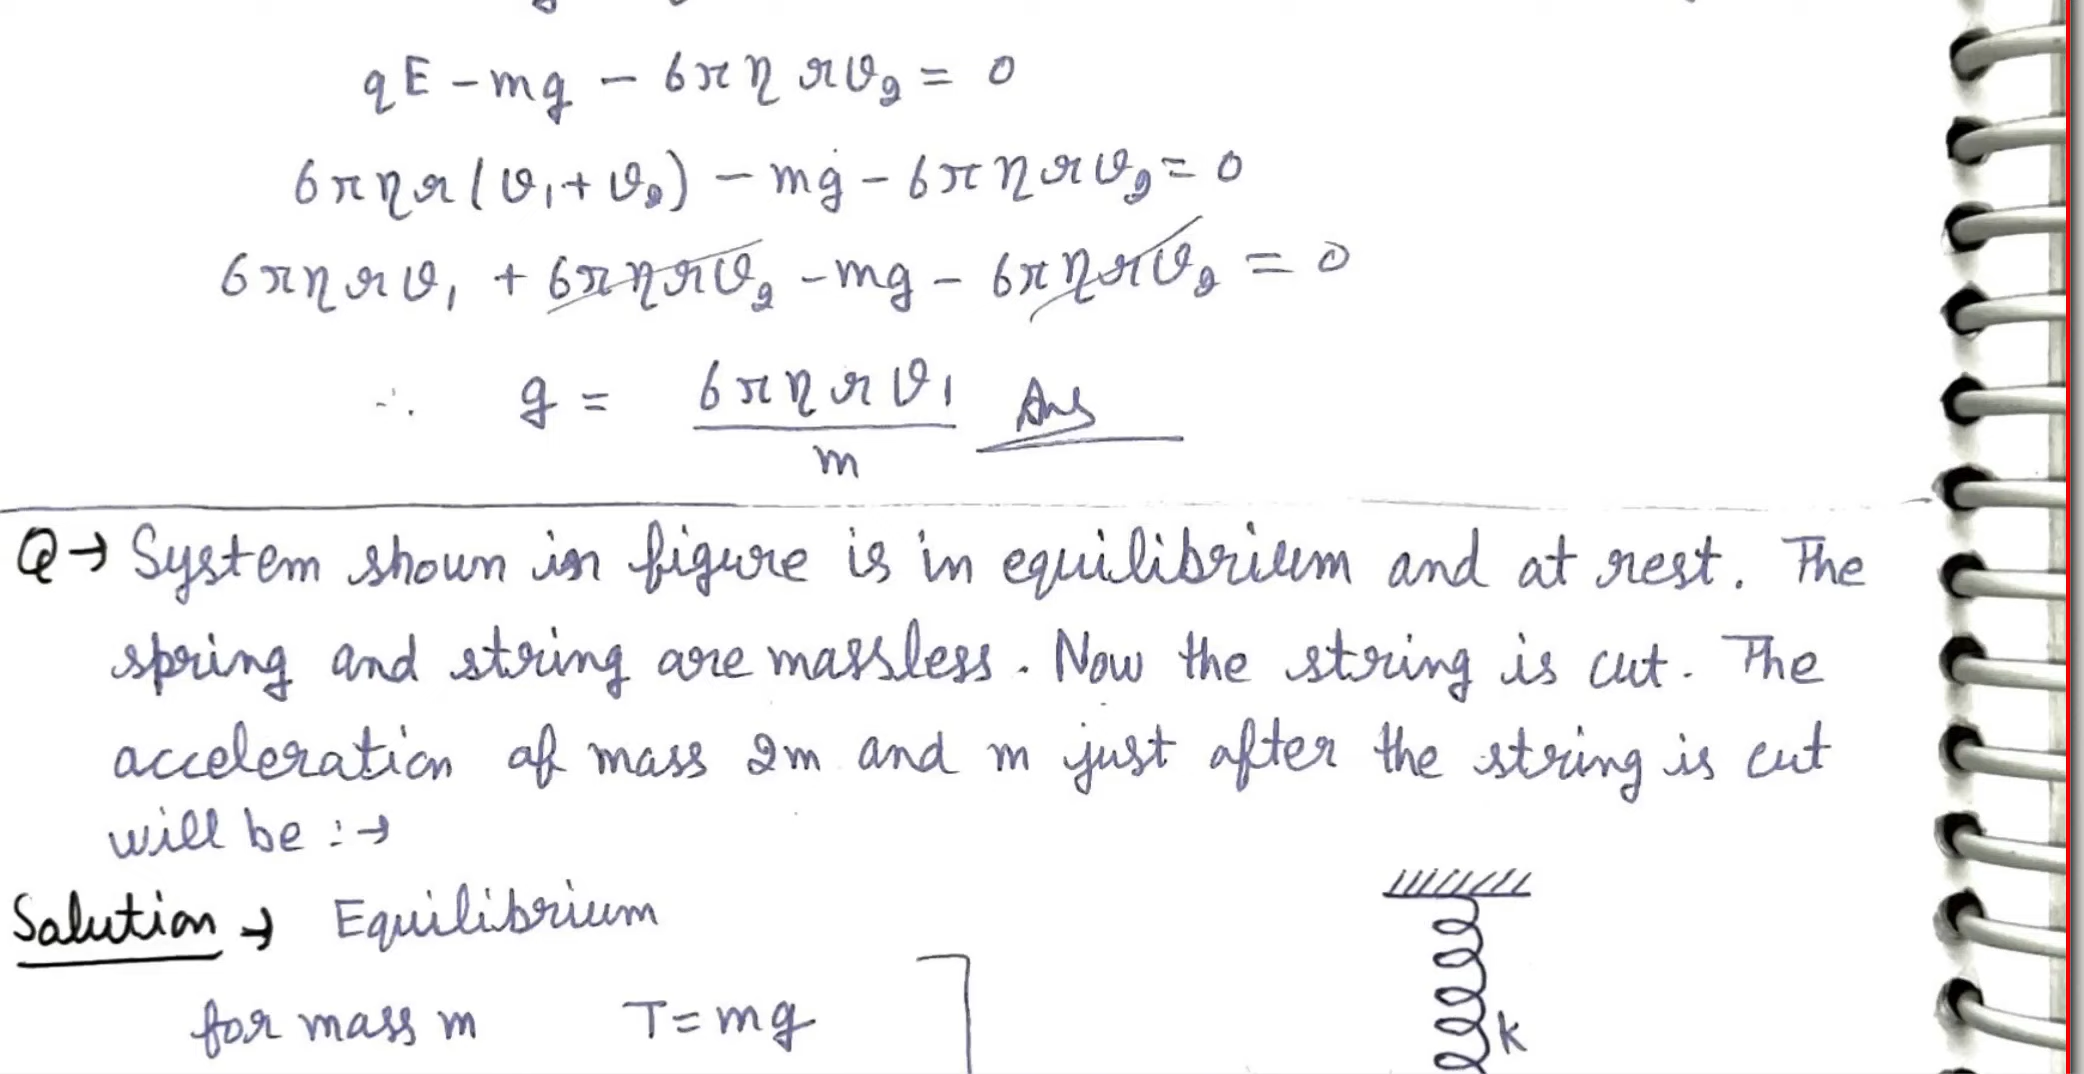 qE - mg - 6πηrv₂ = 0
6πηr(v₁ + v₂) - mg - 6πηrv₂ = 0
6πηrv₁ + 6πηrv₂ - mg - 6πηrv₂ = 0
∴ g = 6πηrv₁ / m Ans
Q→ System shown in figure is in equilibrium and at rest. The
spring and string are massless. Now the string is cut. The
acceleration of mass 2m and m just after the string is cut
will be :→
Solution → Equilibrium
for mass m T = mg
K